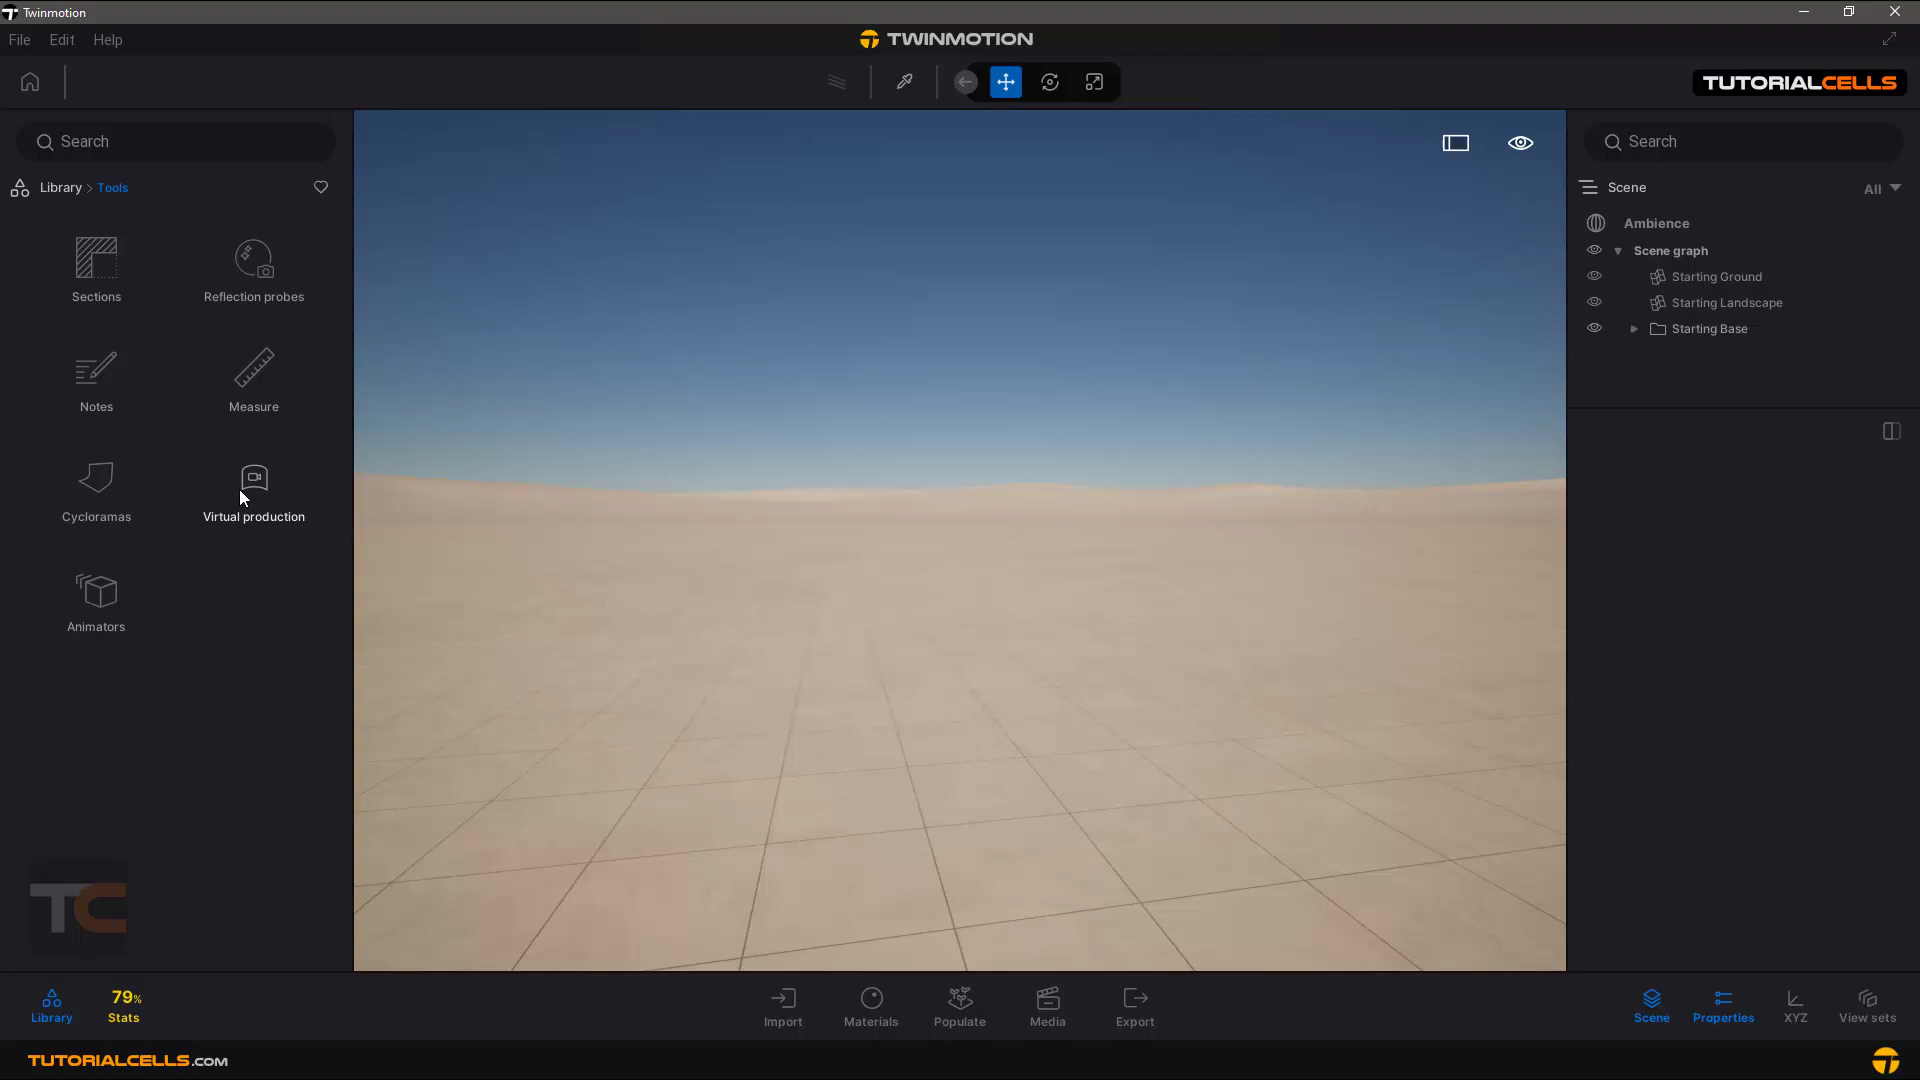 Twinmotion
File Edit Help
TWINMOTION
TUTORIALCELLS
Search
Search
Library > Tools
Scene
All
Ambience
Scene graph
Starting Ground
Starting Landscape
Starting Base
Sections
Reflection probes
Notes
Measure
Cycloramas
Virtual production
Animators
TC
79%
Library
Stats
Import
Materials
Populate
Media
Export
Scene
Properties
XYZ
View sets
TUTORIALCELLS.COM